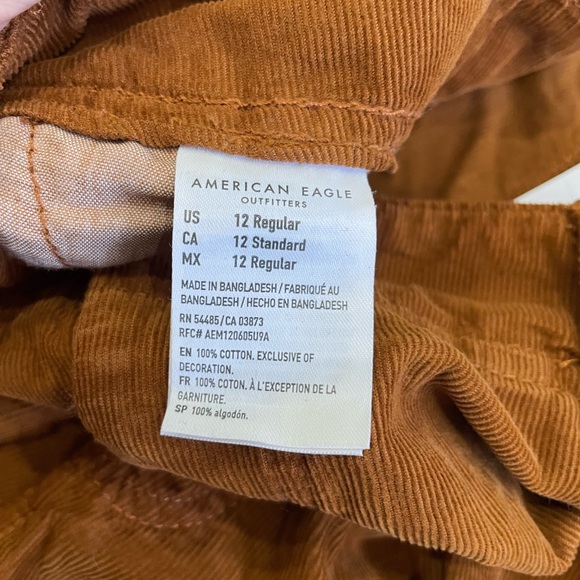 AMERICAN EAGLE
OUTFITTERS
US 12 Regular
CA 12 Standard
MX 12 Regular
MADE IN BANGLADESH / FABRIQUÉ AU
BANGLADESH / HECHO EN BANGLADESH
RN 54485/CA 03873
RFC# AEM120605U9A
EN 100% COTTON. EXCLUSIVE OF
DECORATION.
FR 100% COTON. À L'EXCEPTION DE LA
GARNITURE.
SP 100% algodón.